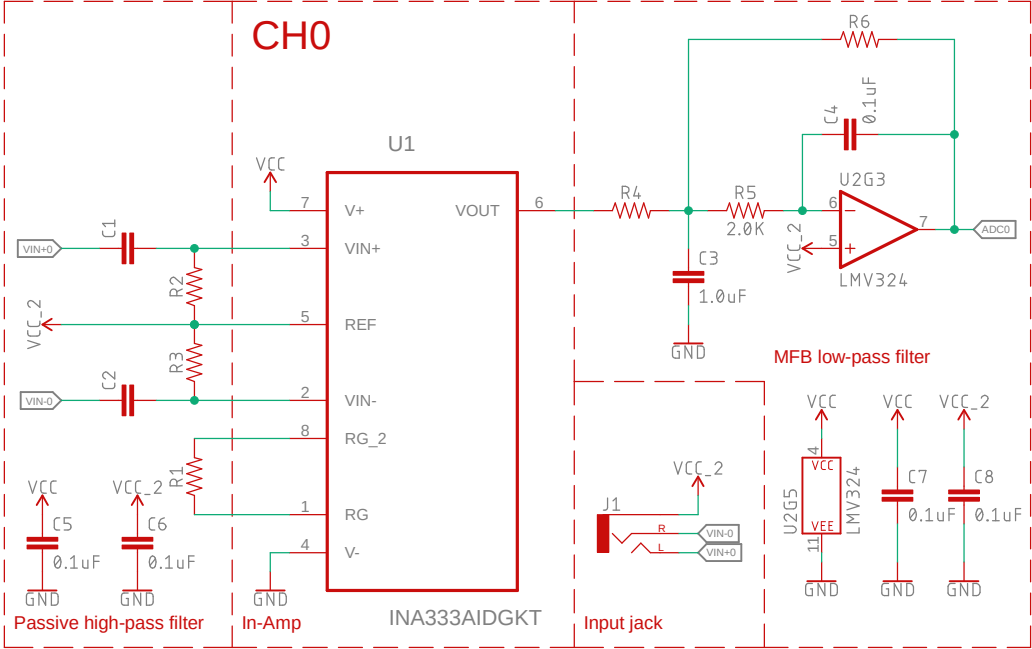 CH0
U1
VCC
7
V+
VOUT
6
C1
VIN+0
3
VIN+
R2
VCC_2
5
REF
R3
C2
VIN-0
2
VIN-
8
RG_2
R1
1
RG
4
V-
GND
INA333AIDGKT
In-Amp
VCC
C5
0.1uF
GND
VCC_2
C6
0.1uF
GND
Passive high-pass filter
R6
C4
0.1uF
U2G3
R4
R5
2.0K
6
VCC_2
5
7
ADC0
LMV324
C3
1.0uF
GND
MFB low-pass filter
VCC_2
J1
R
VIN-0
L
VIN+0
Input jack
VCC
4
VCC
U2G5
LMV324
VEE
11
GND
VCC
C7
0.1uF
GND
VCC_2
C8
0.1uF
GND